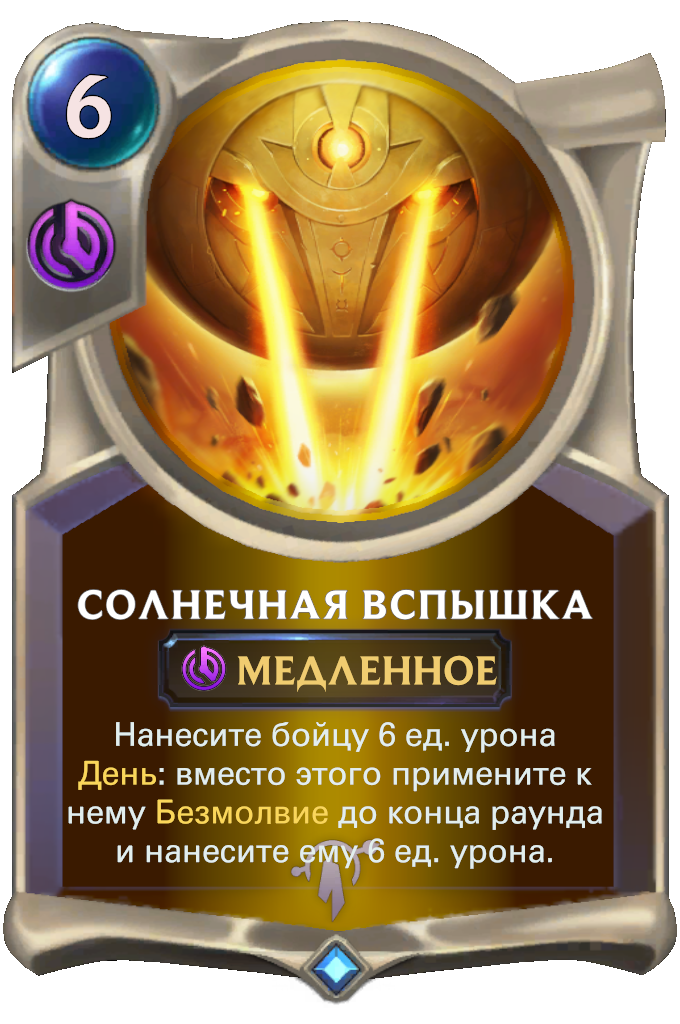 6
СОЛНЕЧНАЯ ВСПЫШКА
МЕДЛЕННОЕ
Нанесите бойцу 6 ед. урона
День: вместо этого примените к
нему Безмолвие до конца раунда
и нанесите ему 6 ед. урона.